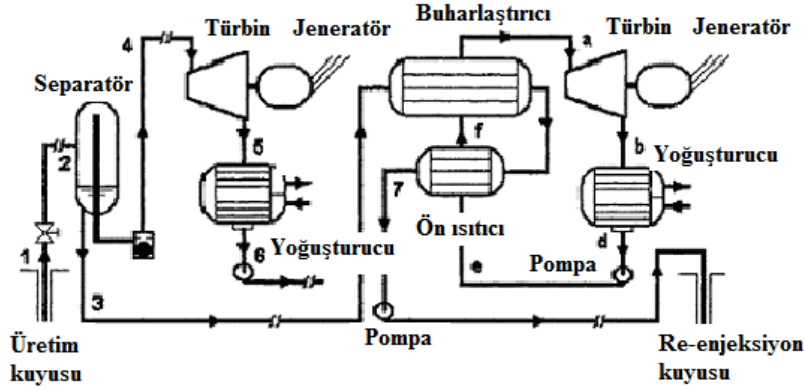 Buharlaştırıcı
Türbin Jeneratör
Türbin Jeneratör
4
a
Separatör
2
5
f
b
7
Yoğuşturucu
Ön ısıtıcı
1
6
Yoğuşturucu
d
e
Pompa
3
Pompa
Üretim
kuyusu
Re-enjeksiyon
kuyusu